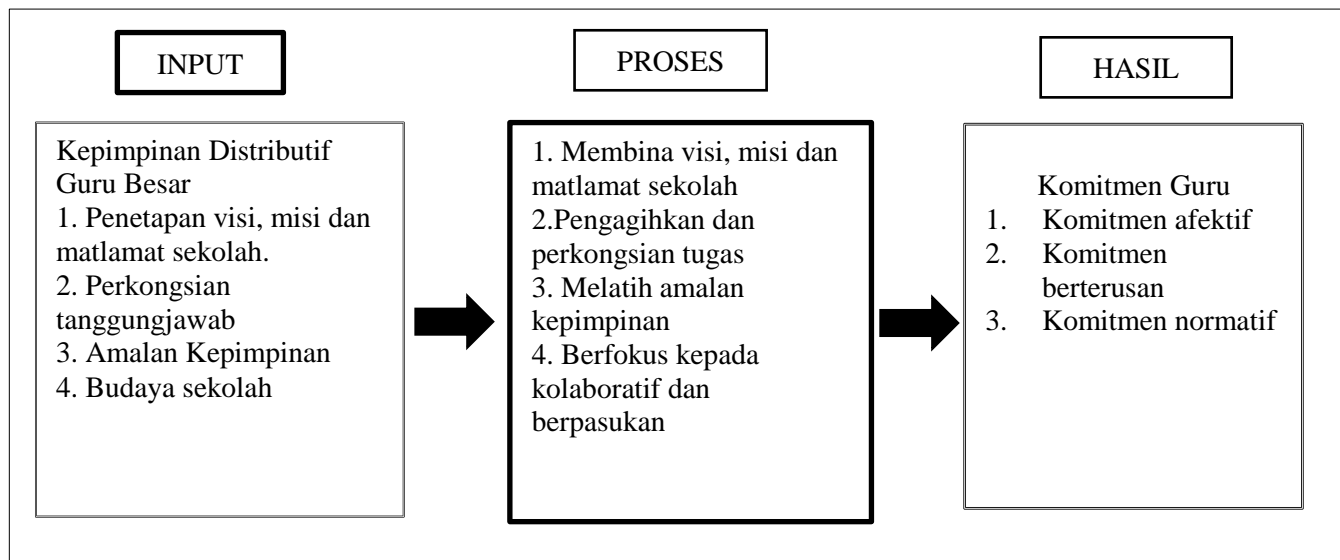 INPUT
Kepimpinan Distributif
Guru Besar
1. Penetapan visi, misi dan
matlamat sekolah.
2. Perkongsian
tanggungjawab
3. Amalan Kepimpinan
4. Budaya sekolah
PROSES
1. Membina visi, misi dan
matlamat sekolah
2.Pengagihkan dan
perkongsian tugas
3. Melatih amalan
kepimpinan
4. Berfokus kepada
kolaboratif dan
berpasukan
HASIL
Komitmen Guru
1. Komitmen afektif
2. Komitmen
berterusan
3. Komitmen normatif